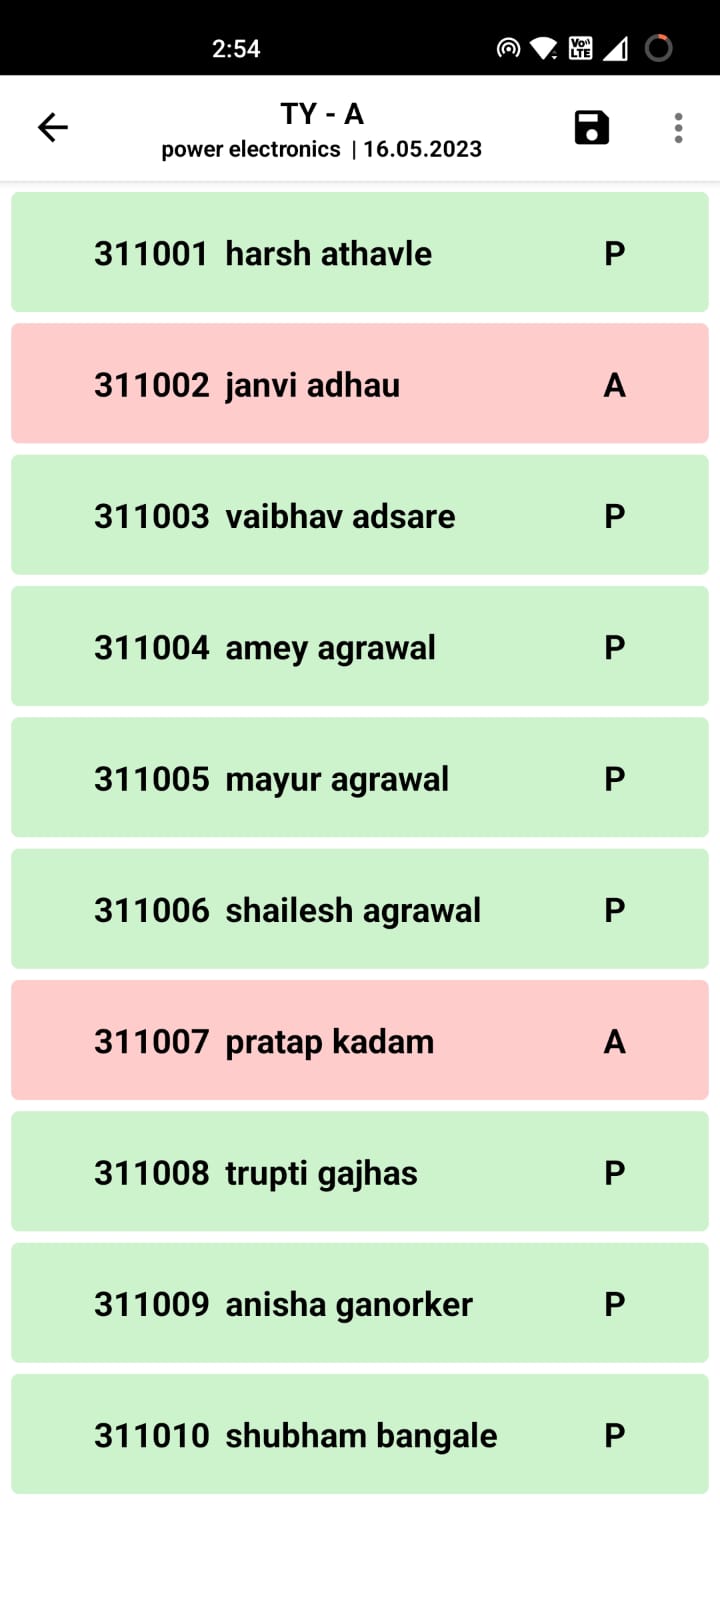 2:54
Vo)) LTE
TY - A
power electronics | 16.05.2023
311001 harsh athavle P
311002 janvi adhau A
311003 vaibhav adsare P
311004 amey agrawal P
311005 mayur agrawal P
311006 shailesh agrawal P
311007 pratap kadam A
311008 trupti gajhas P
311009 anisha ganorker P
311010 shubham bangale P